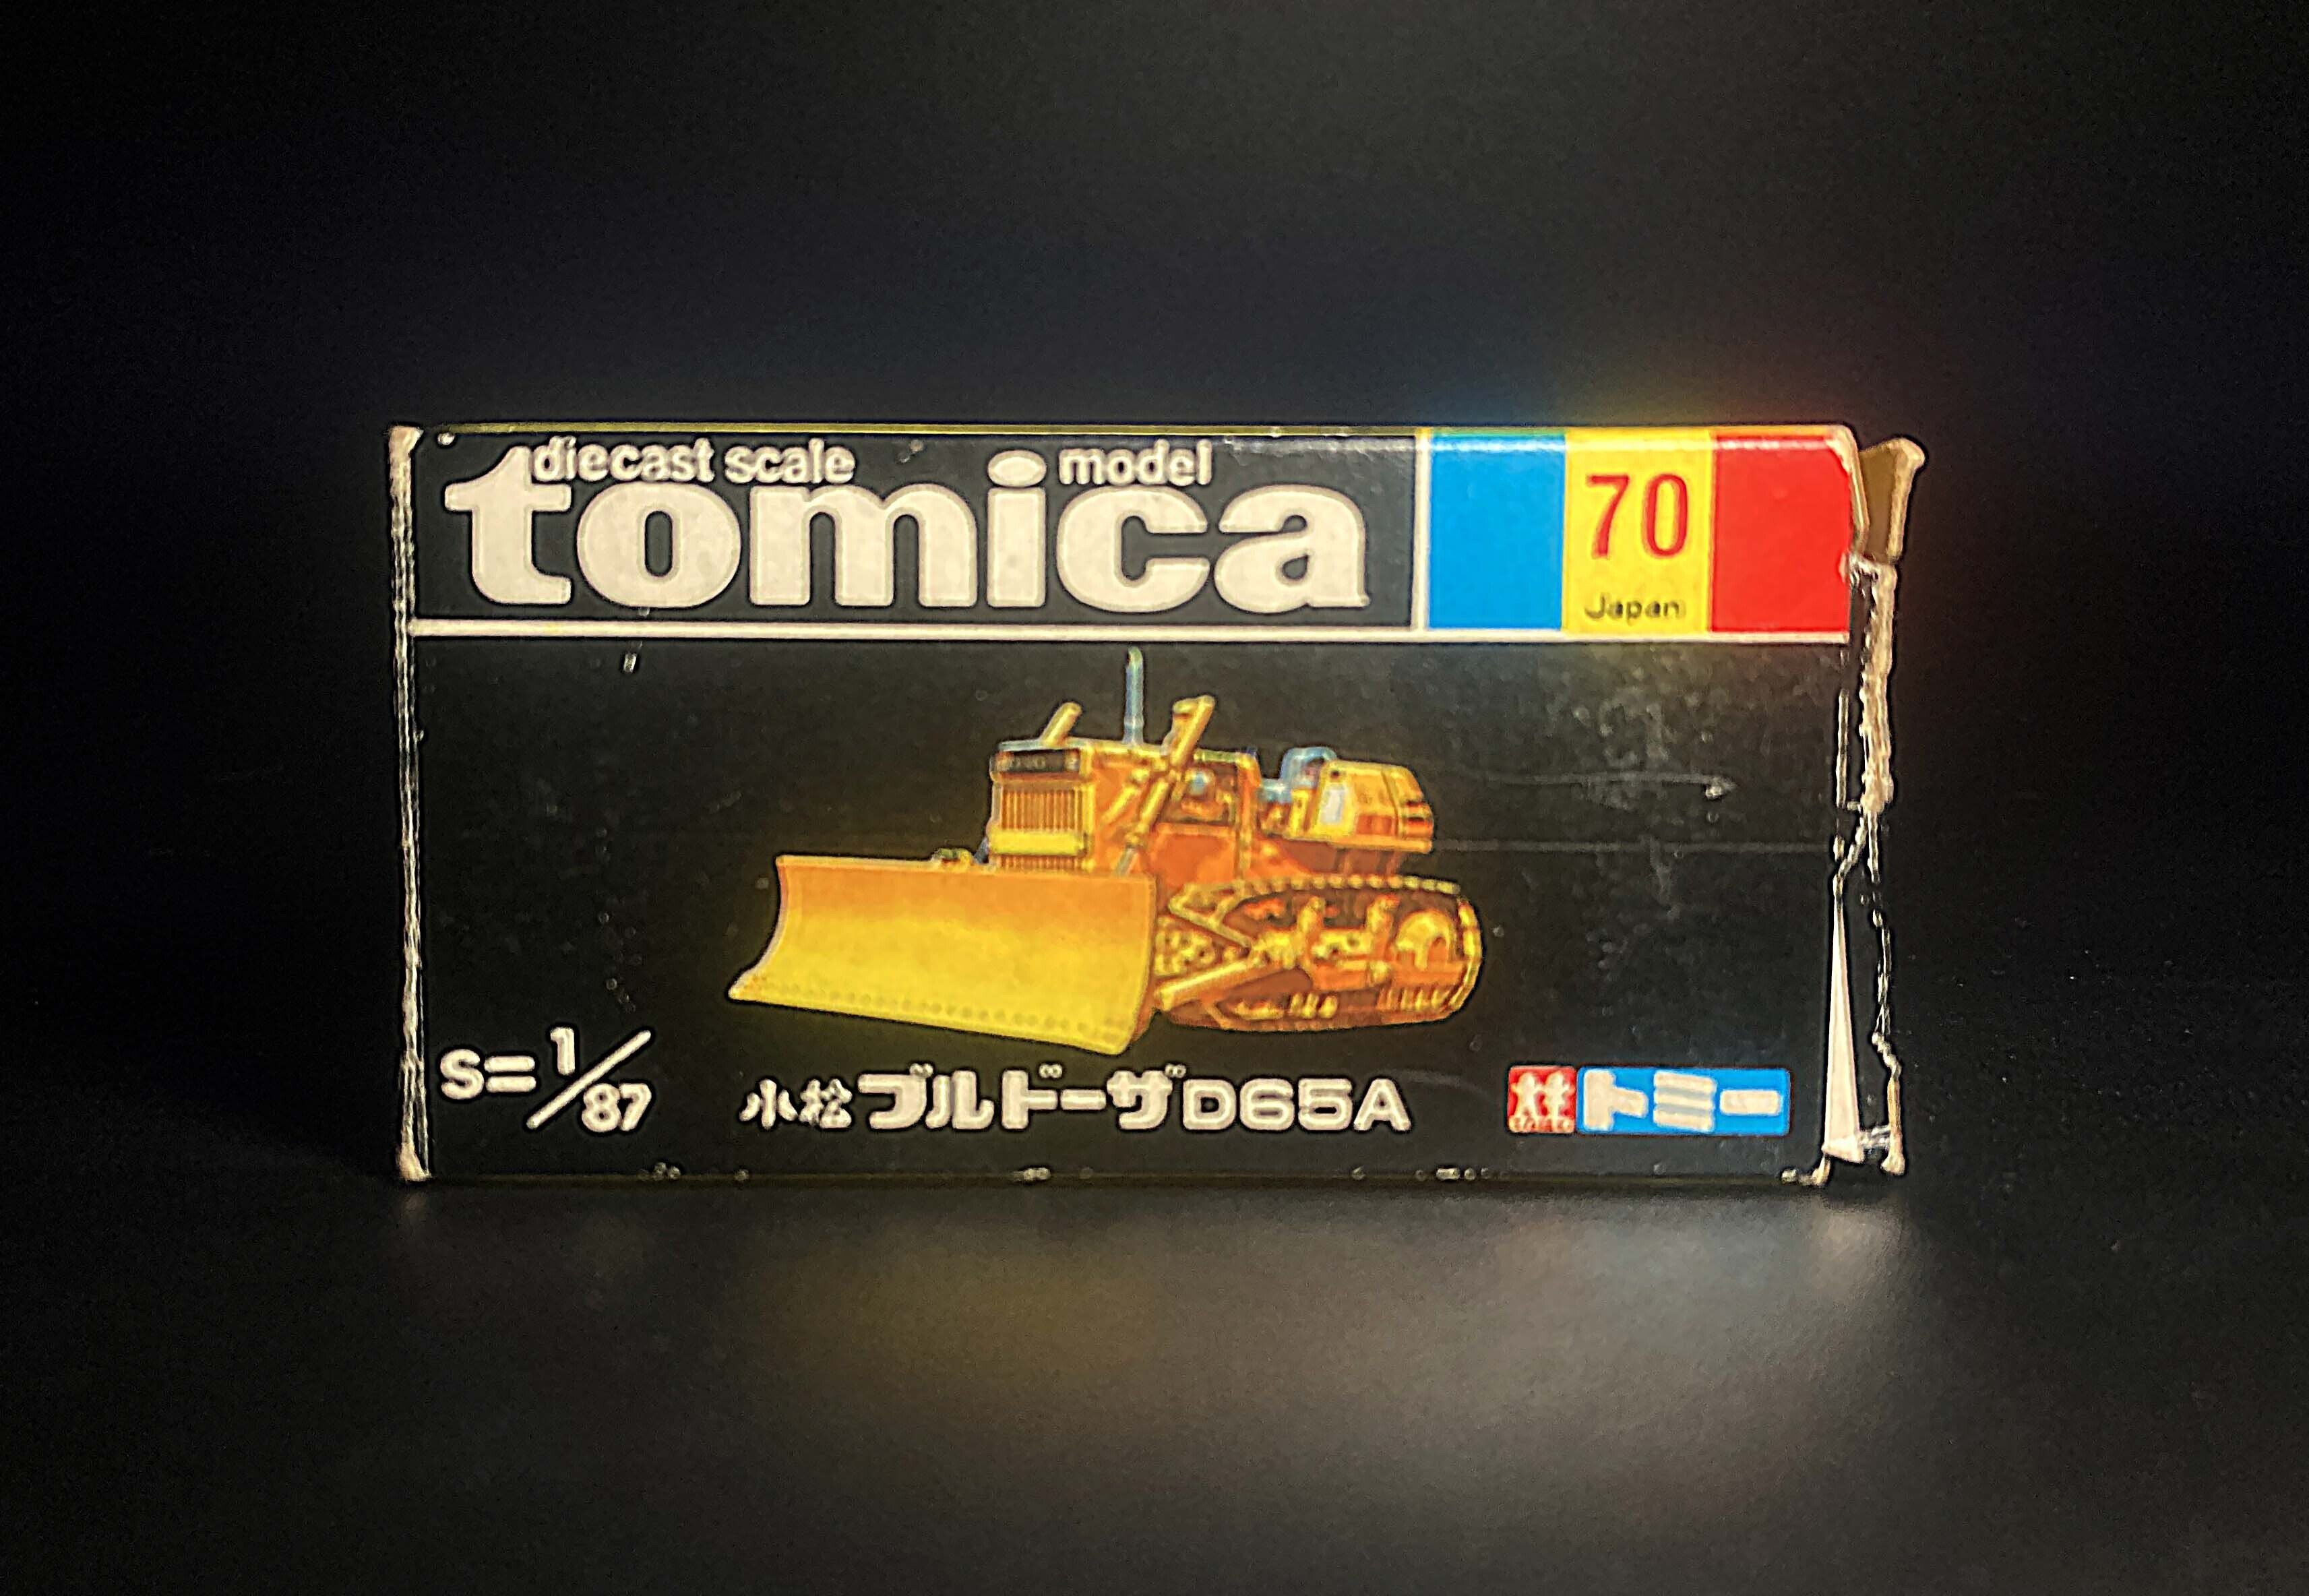 diecast scale model
tomica
70
Japan
S=1/87
小松ブルドーザD65A
トミー